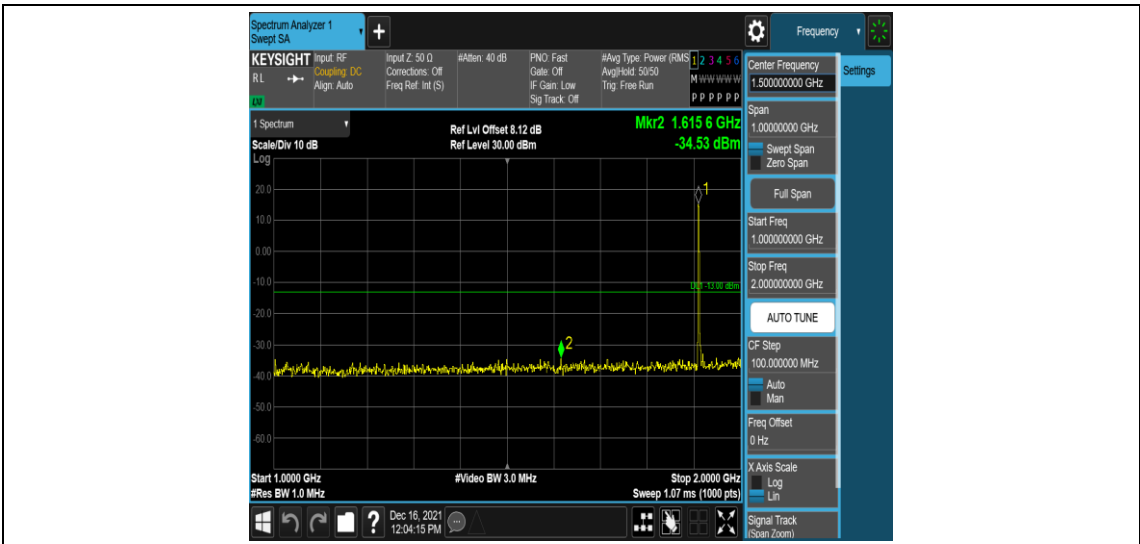 Spectrum Analyzer 1
Swept SA
+
Frequency
KEYSIGHT
RL
LXI
Input: RF
Coupling: DC
Align: Auto
Input Z: 50 Ω
Corrections: Off
Freq Ref: Int (S)
#Atten: 40 dB
PNO: Fast
Gate: Off
IF Gain: Low
Sig Track: Off
#Avg Type: Power (RMS
Avg|Hold: 50/50
Trig: Free Run
1 2 3 4 5 6
M W W W W W
P P P P P P
1 Spectrum
Scale/Div 10 dB
Ref Lvl Offset 8.12 dB
Ref Level 30.00 dBm
Mkr2 1.615 6 GHz
-34.53 dBm
Log
20.0
10.0
0.00
-10.0
-20.0
-30.0
-40.0
-50.0
-60.0
1
DL1 -13.00 dBm
2
Start 1.0000 GHz
#Res BW 1.0 MHz
#Video BW 3.0 MHz
Stop 2.0000 GHz
Sweep 1.07 ms (1000 pts)
?
Dec 16, 2021
12:04:15 PM
Center Frequency
1.500000000 GHz
Settings
Span
1.00000000 GHz
Swept Span
Zero Span
Full Span
Start Freq
1.000000000 GHz
Stop Freq
2.000000000 GHz
AUTO TUNE
CF Step
100.000000 MHz
Auto
Man
Freq Offset
0 Hz
X Axis Scale
Log
Lin
Signal Track
(Span Zoom)